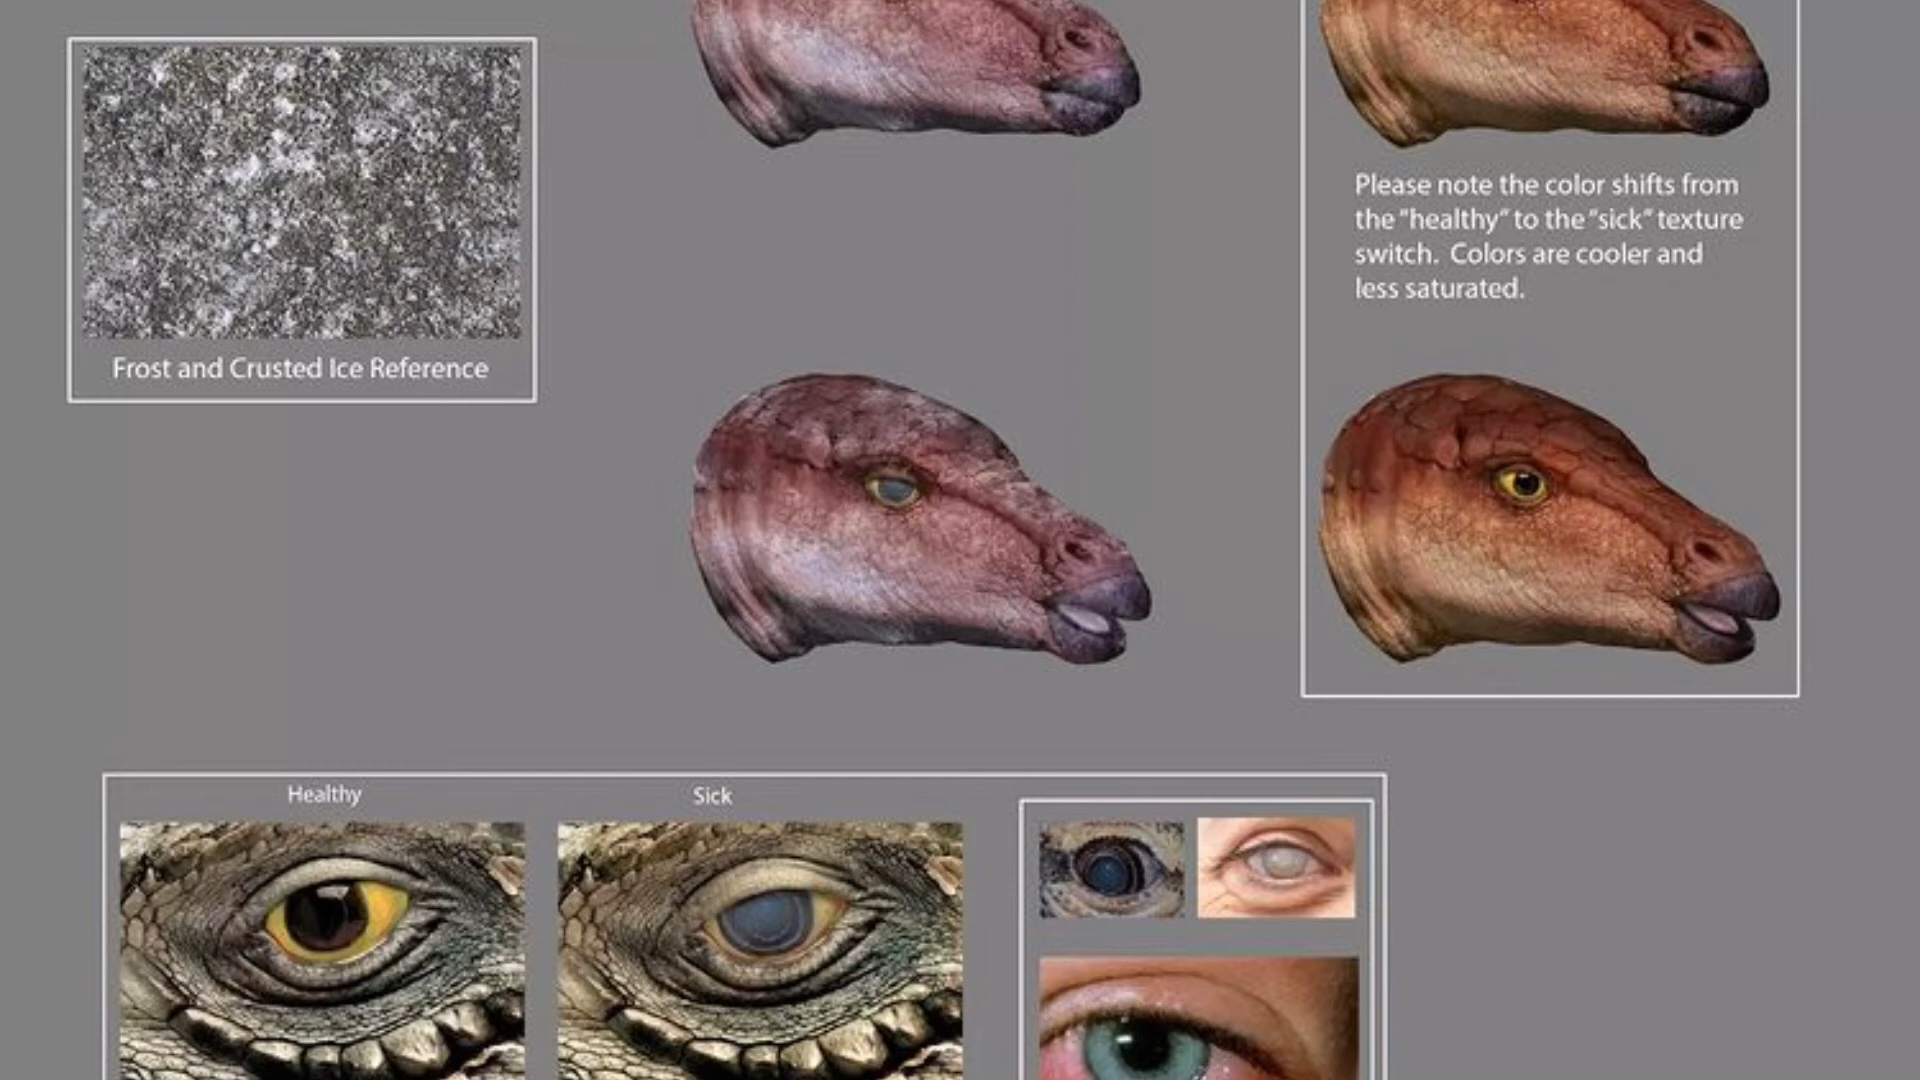 Please note the color shifts from
the "healthy" to the "sick" texture
switch. Colors are cooler and
less saturated.
Frost and Crusted Ice Reference
Healthy
Sick